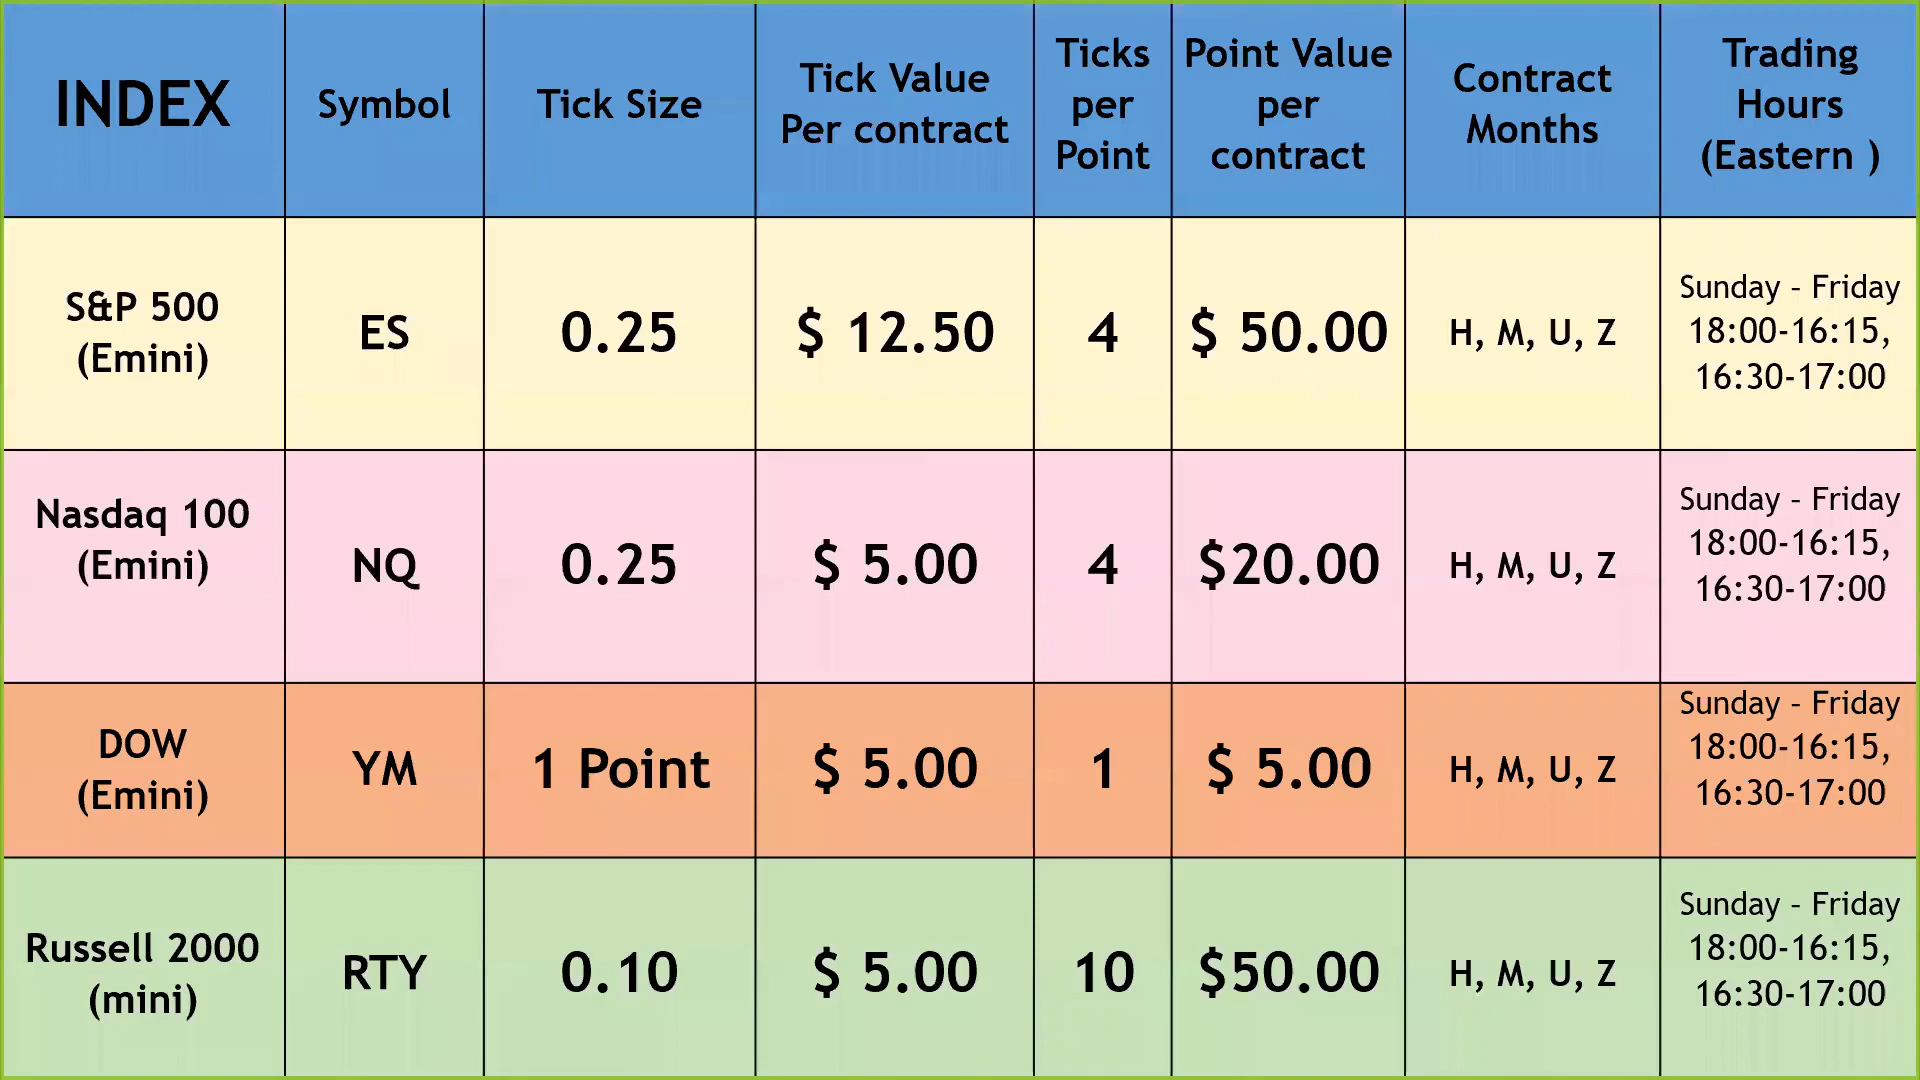 INDEX
Symbol
Tick Size
Tick Value
Per contract
Ticks
per
Point
Point Value
per
contract
Contract
Months
Trading
Hours
(Eastern )
S&P 500
(Emini)
ES
0.25
$ 12.50
4
$ 50.00
H, M, U, Z
Sunday – Friday
18:00-16:15,
16:30-17:00
Nasdaq 100
(Emini)
NQ
0.25
$ 5.00
4
$20.00
H, M, U, Z
Sunday – Friday
18:00-16:15,
16:30-17:00
DOW
(Emini)
YM
1 Point
$ 5.00
1
$ 5.00
H, M, U, Z
Sunday – Friday
18:00-16:15,
16:30-17:00
Russell 2000
(mini)
RTY
0.10
$ 5.00
10
$50.00
H, M, U, Z
Sunday – Friday
18:00-16:15,
16:30-17:00